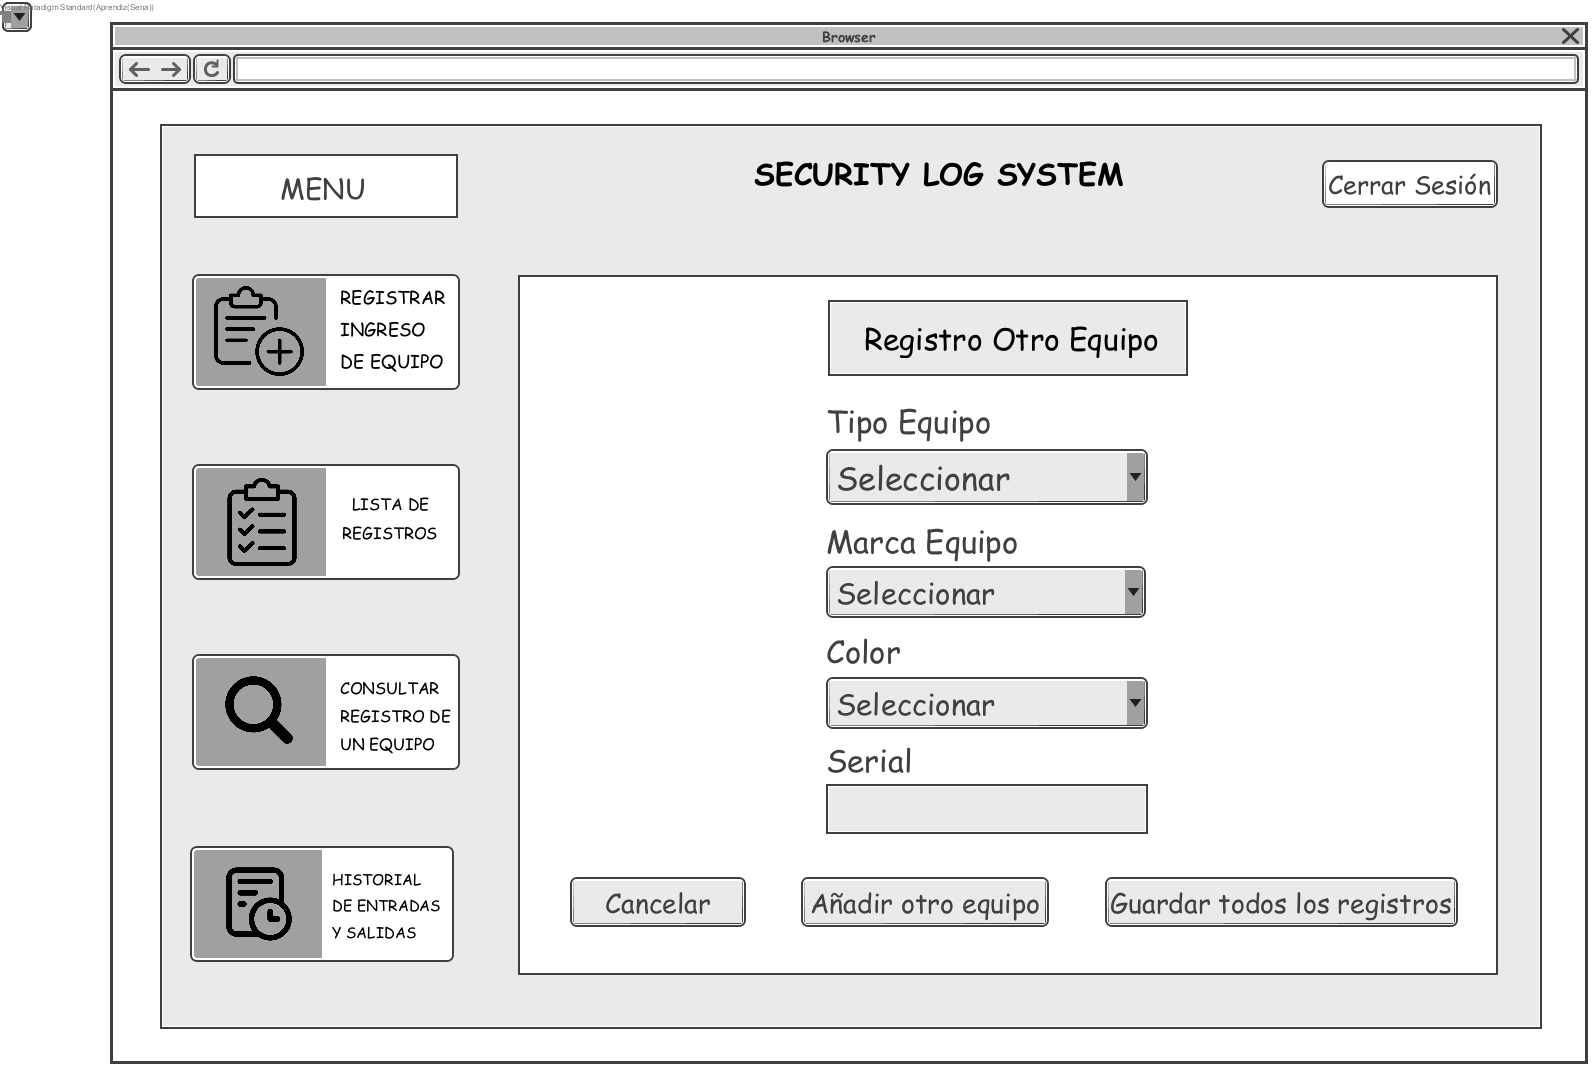 Visual Paradigm Standard(Aprendiz(Sena))
Browser
MENU
SECURITY LOG SYSTEM
Cerrar Sesión
REGISTRAR
INGRESO
DE EQUIPO
LISTA DE
REGISTROS
CONSULTAR
REGISTRO DE
UN EQUIPO
HISTORIAL
DE ENTRADAS
Y SALIDAS
Registro Otro Equipo
Tipo Equipo
Seleccionar
Marca Equipo
Seleccionar
Color
Seleccionar
Serial
Cancelar
Añadir otro equipo
Guardar todos los registros